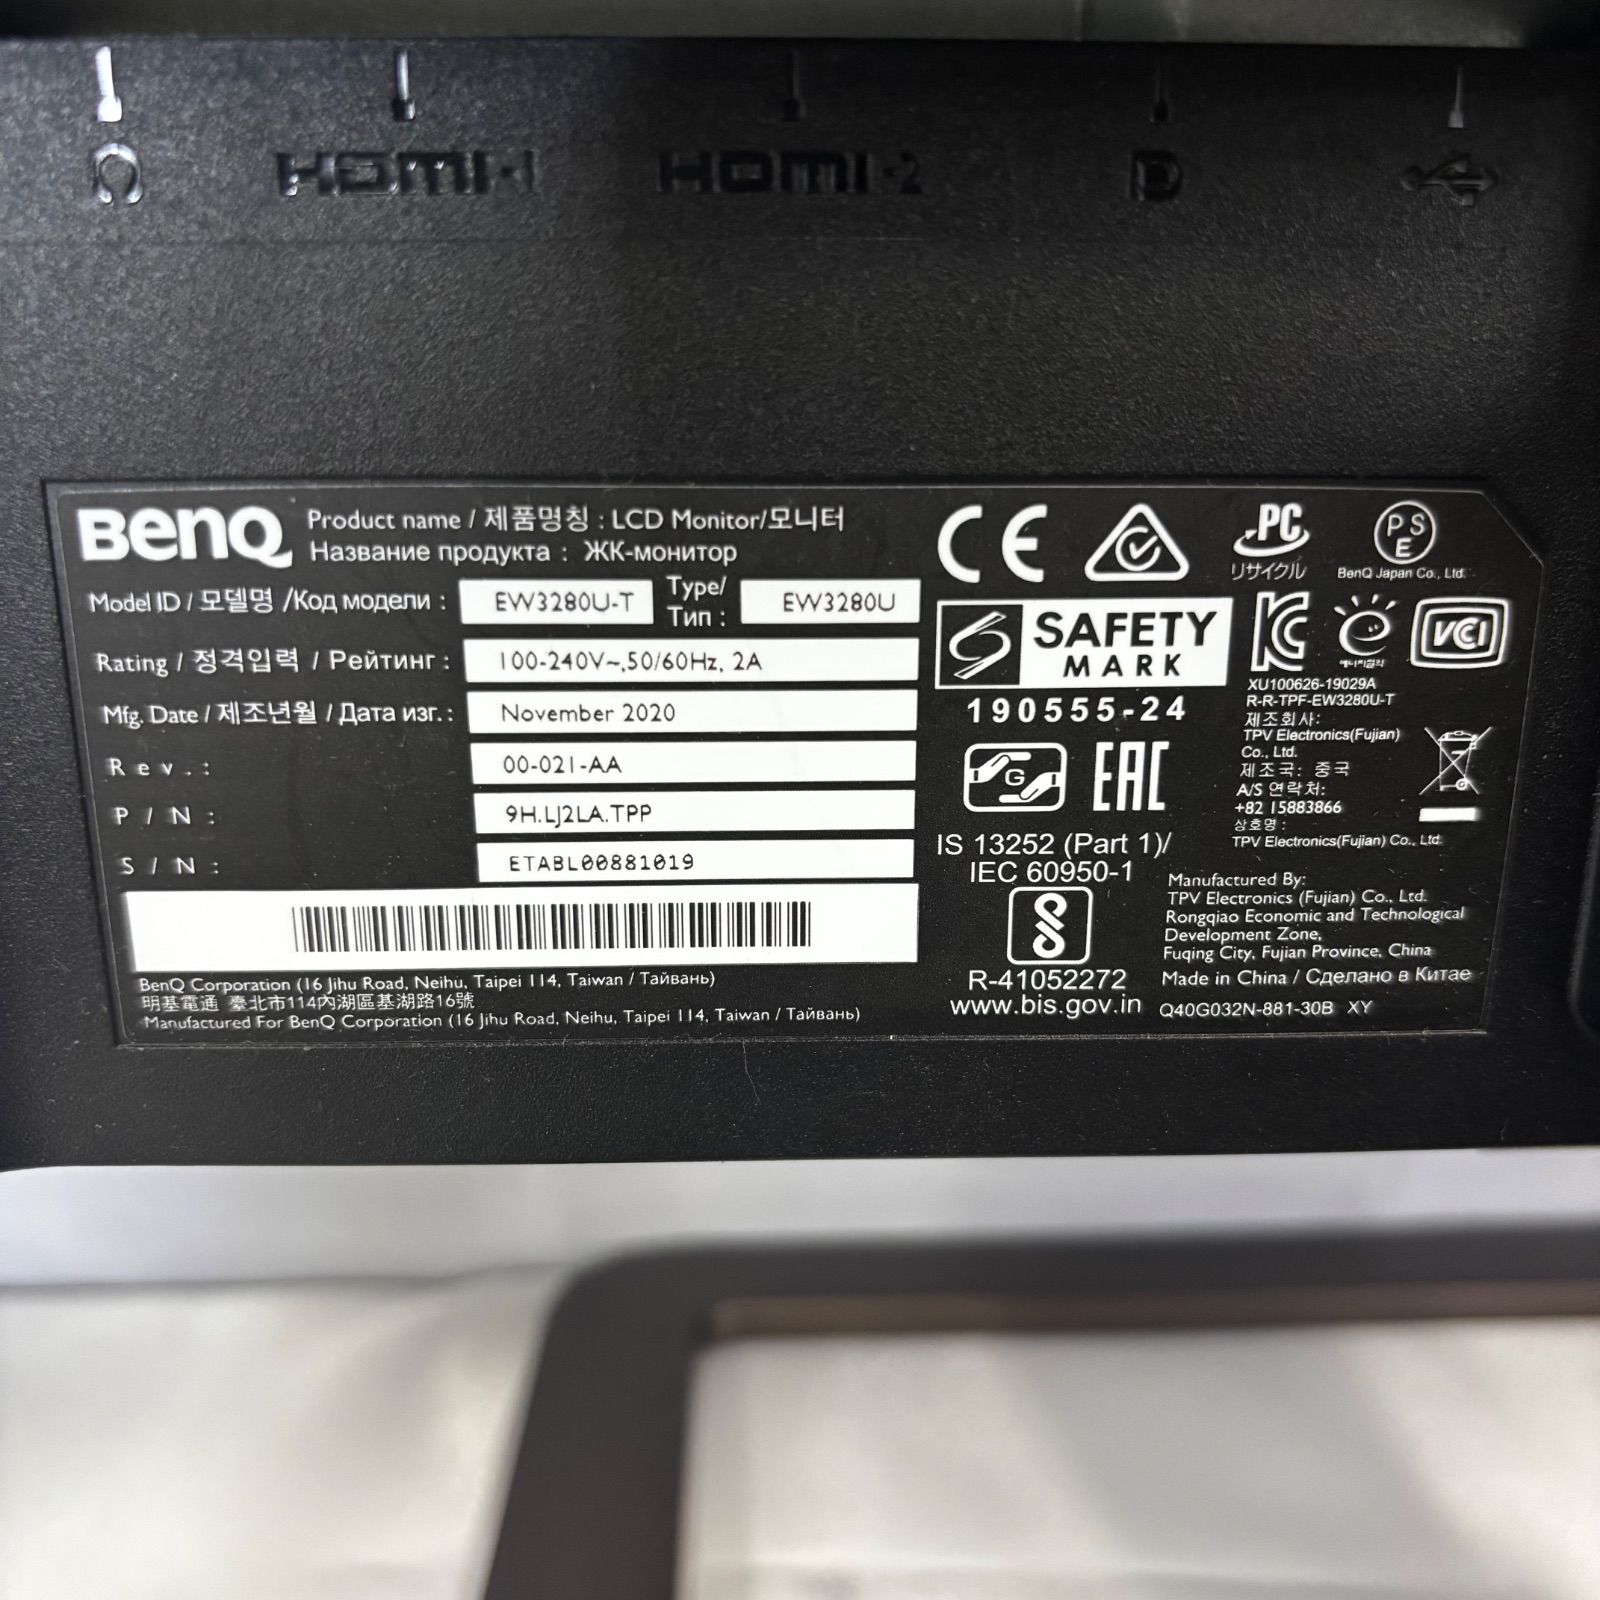 HDMI-1
HDMI-2
BenQ
Product name / 제품명칭 : LCD Monitor/모니터
Название продукта : ЖК-монитор
Model ID / 모델명 /Код модели : EW3280U-T Type/ Тип : EW3280U
Rating / 정격입력 / Рейтинг : 100-240V~,50/60Hz, 2A
Mfg. Date / 제조년월 / Дата изг.: November 2020
Rev.: 00-021-AA
P/N: 9H.LJ2LA.TPP
S/N: ETABL00881019
BenQ Corporation (16 Jihu Road, Neihu, Taipei 114, Taiwan / Тайвань)
明基電通 臺北市114內湖區基湖路16號
Manufactured For BenQ Corporation (16 Jihu Road, Neihu, Taipei 114, Taiwan / Тайвань)
CE
PC
リサイクル
PSE
BenQ Japan Co., Ltd.
SAFETY
MARK
190555-24
에너지절약
VCCI
XU100626-19029A
R-R-TPF-EW3280U-T
제조회사:
TPV Electronics(Fujian)
Co., Ltd.
제조국: 중국
A/S 연락처:
+82 15883866
상호명 :
TPV Electronics(Fujian) Co., Ltd.
G
EAC
IS 13252 (Part 1)/
IEC 60950-1
R-41052272
www.bis.gov.in
Manufactured By:
TPV Electronics (Fujian) Co., Ltd.
Rongqiao Economic and Technological
Development Zone,
Fuqing City, Fujian Province, China
Made in China / Сделано в Китае
Q40G032N-881-30B XY